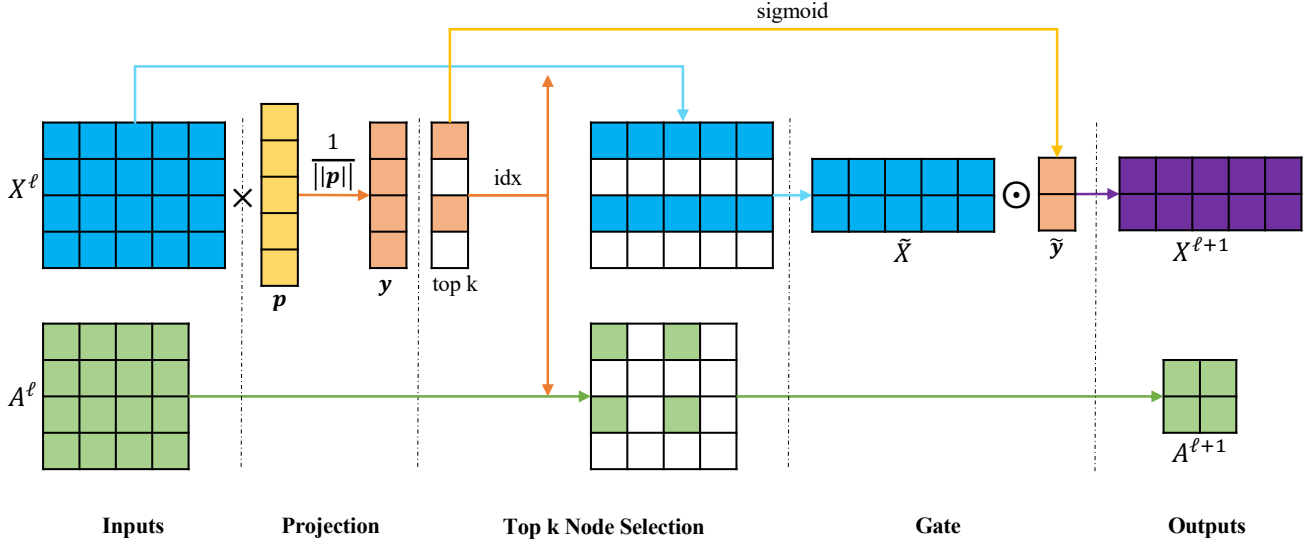 sigmoid
X^ℓ
×
1
||p||
idx
⊙
p
y
top k
X̃
ỹ
X^ℓ+1
A^ℓ
A^ℓ+1
Inputs
Projection
Top k Node Selection
Gate
Outputs